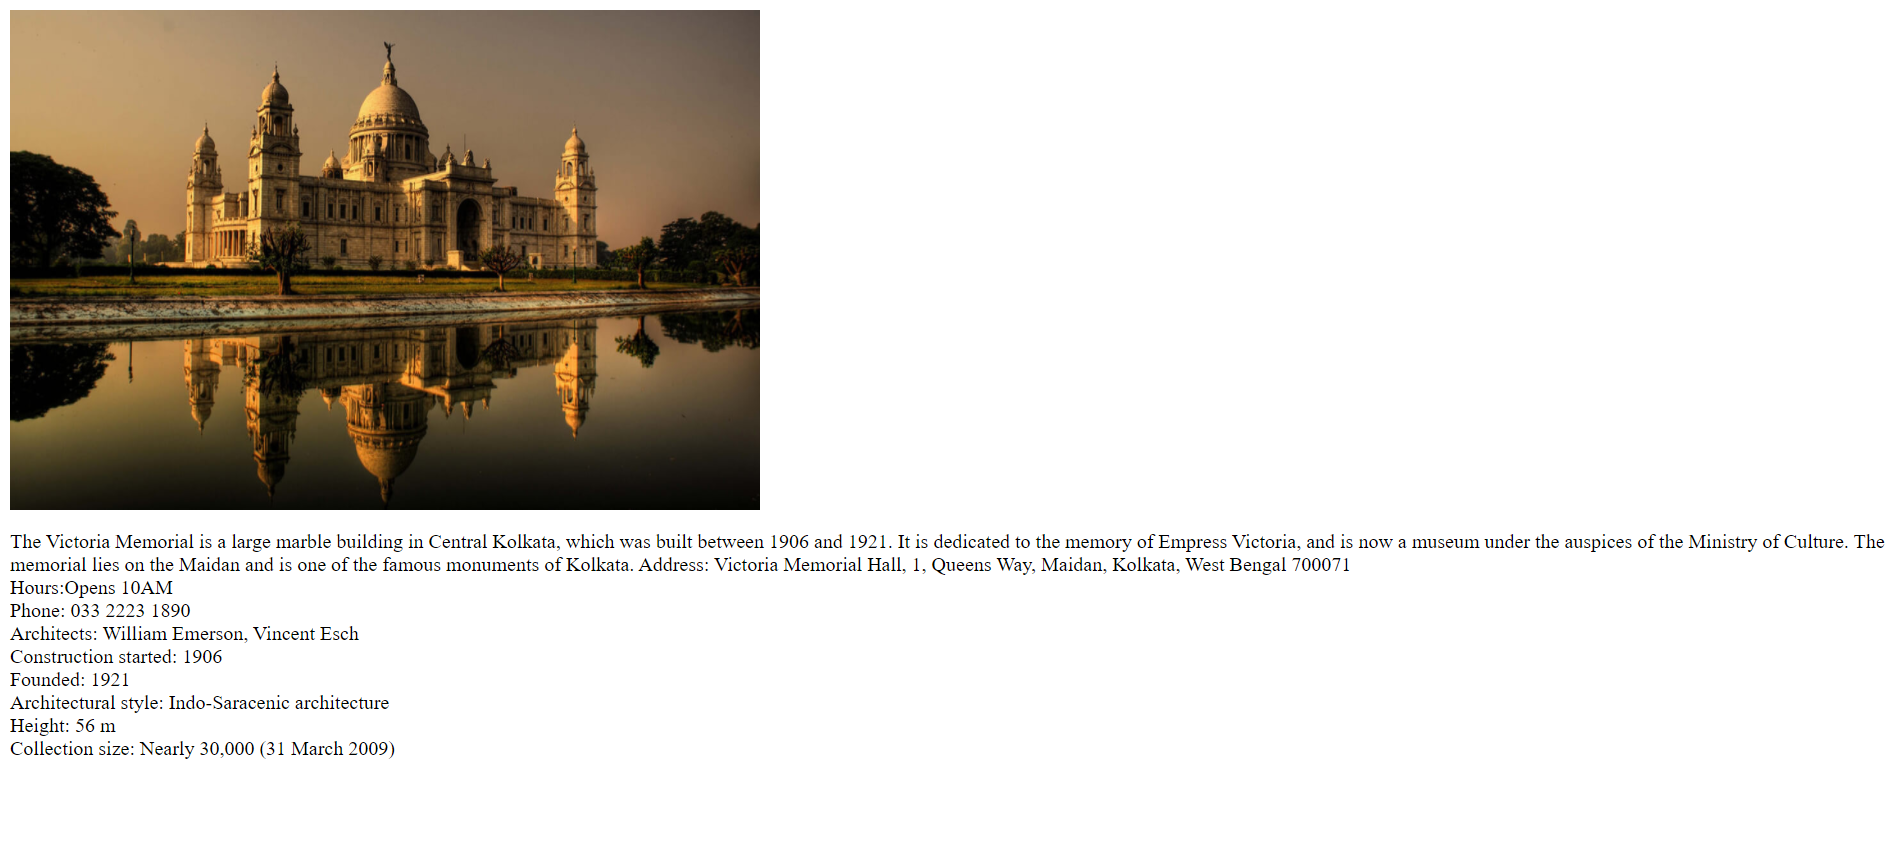 The Victoria Memorial is a large marble building in Central Kolkata, which was built between 1906 and 1921. It is dedicated to the memory of Empress Victoria, and is now a museum under the auspices of the Ministry of Culture. The
memorial lies on the Maidan and is one of the famous monuments of Kolkata. Address: Victoria Memorial Hall, 1, Queens Way, Maidan, Kolkata, West Bengal 700071
Hours:Opens 10AM
Phone: 033 2223 1890
Architects: William Emerson, Vincent Esch
Construction started: 1906
Founded: 1921
Architectural style: Indo-Saracenic architecture
Height: 56 m
Collection size: Nearly 30,000 (31 March 2009)